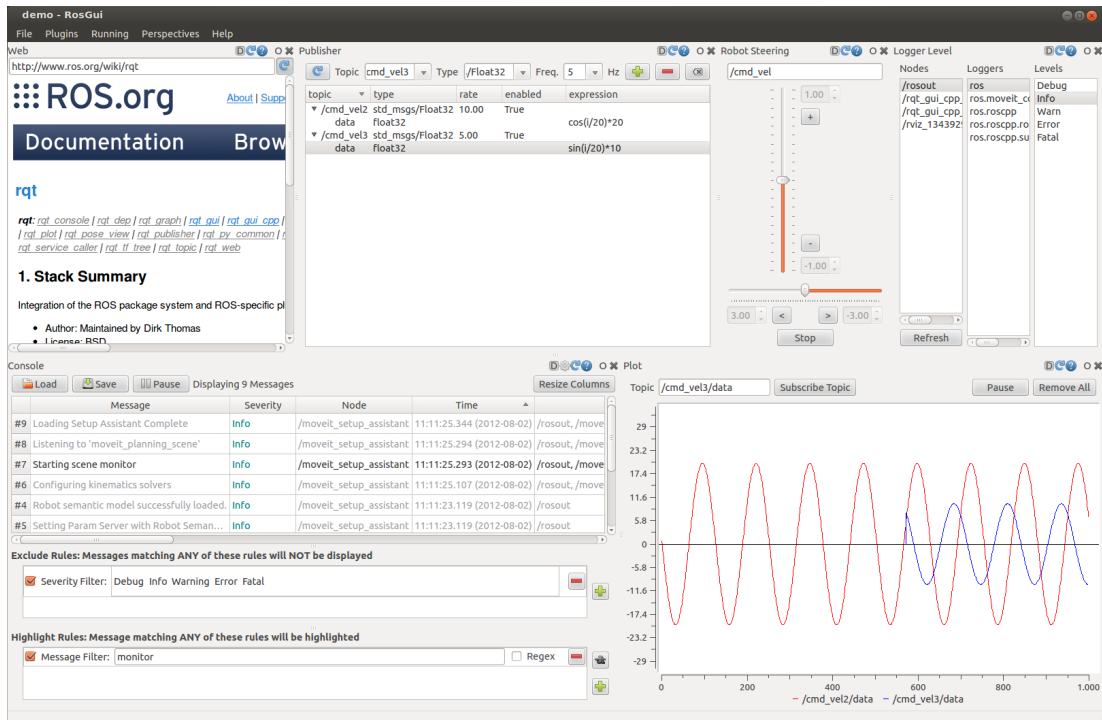 demo - RosGui
File Plugins Running Perspectives Help
Web
http://www.ros.org/wiki/rqt
ROS.org About | Supp
Documentation Brow
rqt
rqt: rqt_console | rqt_dep | rqt_graph | rqt_gui | rqt_gui_cpp |
| rqt_plot | rqt_pose_view | rqt_publisher | rqt_py_common |
rqt_service_caller | rqt_tf_tree | rqt_topic | rqt_web
1. Stack Summary
Integration of the ROS package system and ROS-specific pl
• Author: Maintained by Dirk Thomas
• License: BSD
Publisher
Topic cmd_vel3 Type /Float32 Freq. 5 Hz
topic type rate enabled expression
/cmd_vel2 std_msgs/Float32 10.00 True
data float32 cos(i/20)*20
/cmd_vel3 std_msgs/Float32 5.00 True
data float32 sin(i/20)*10
Robot Steering
/cmd_vel
1.00
+
-
-1.00
3.00 < > -3.00
Stop
Logger Level
Nodes Loggers Levels
/rosout ros Debug
/rqt_gui_cpp_ ros.moveit_co Info
/rqt_gui_cpp_ ros.roscpp Warn
/rviz_1343929 ros.roscpp.ro Error
ros.roscpp.su Fatal
Refresh
Console
Load Save Pause Displaying 9 Messages Resize Columns
Message Severity Node Time
#9 Loading Setup Assistant Complete Info /moveit_setup_assistant 11:11:25.344 (2012-08-02) /rosout, /move
#8 Listening to 'moveit_planning_scene' Info /moveit_setup_assistant 11:11:25.294 (2012-08-02) /rosout, /move
#7 Starting scene monitor Info /moveit_setup_assistant 11:11:25.293 (2012-08-02) /rosout, /move
#6 Configuring kinematics solvers Info /moveit_setup_assistant 11:11:25.107 (2012-08-02) /rosout, /move
#4 Robot semantic model successfully loaded. Info /moveit_setup_assistant 11:11:23.119 (2012-08-02) /rosout
#5 Setting Param Server with Robot Seman... Info /moveit_setup_assistant 11:11:23.119 (2012-08-02) /rosout
Exclude Rules: Messages matching ANY of these rules will NOT be displayed
Severity Filter: Debug Info Warning Error Fatal
Highlight Rules: Message matching ANY of these rules will be highlighted
Message Filter: monitor Regex
Plot
Topic /cmd_vel3/data Subscribe Topic Pause Remove All
29
23.2
17.4
11.6
5.8
0
-5.8
-11.6
-17.4
-23.2
-29
0 200 400 600 800 1.000
/cmd_vel2/data /cmd_vel3/data